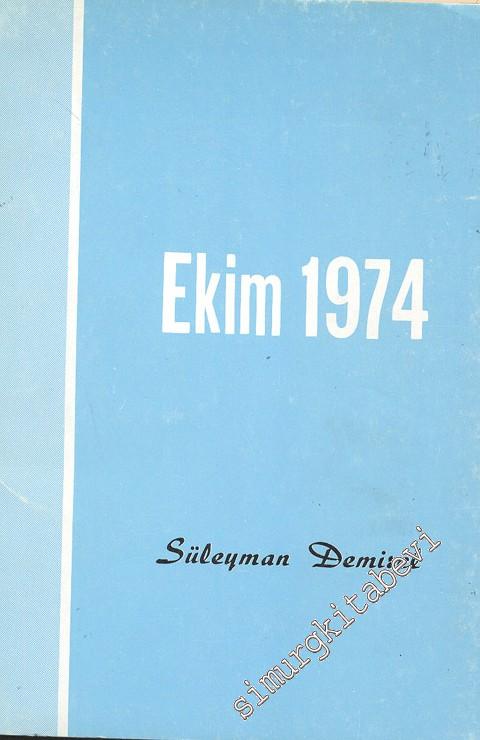 Ekim 1974
Süleyman Demirel
simurgkitabevi